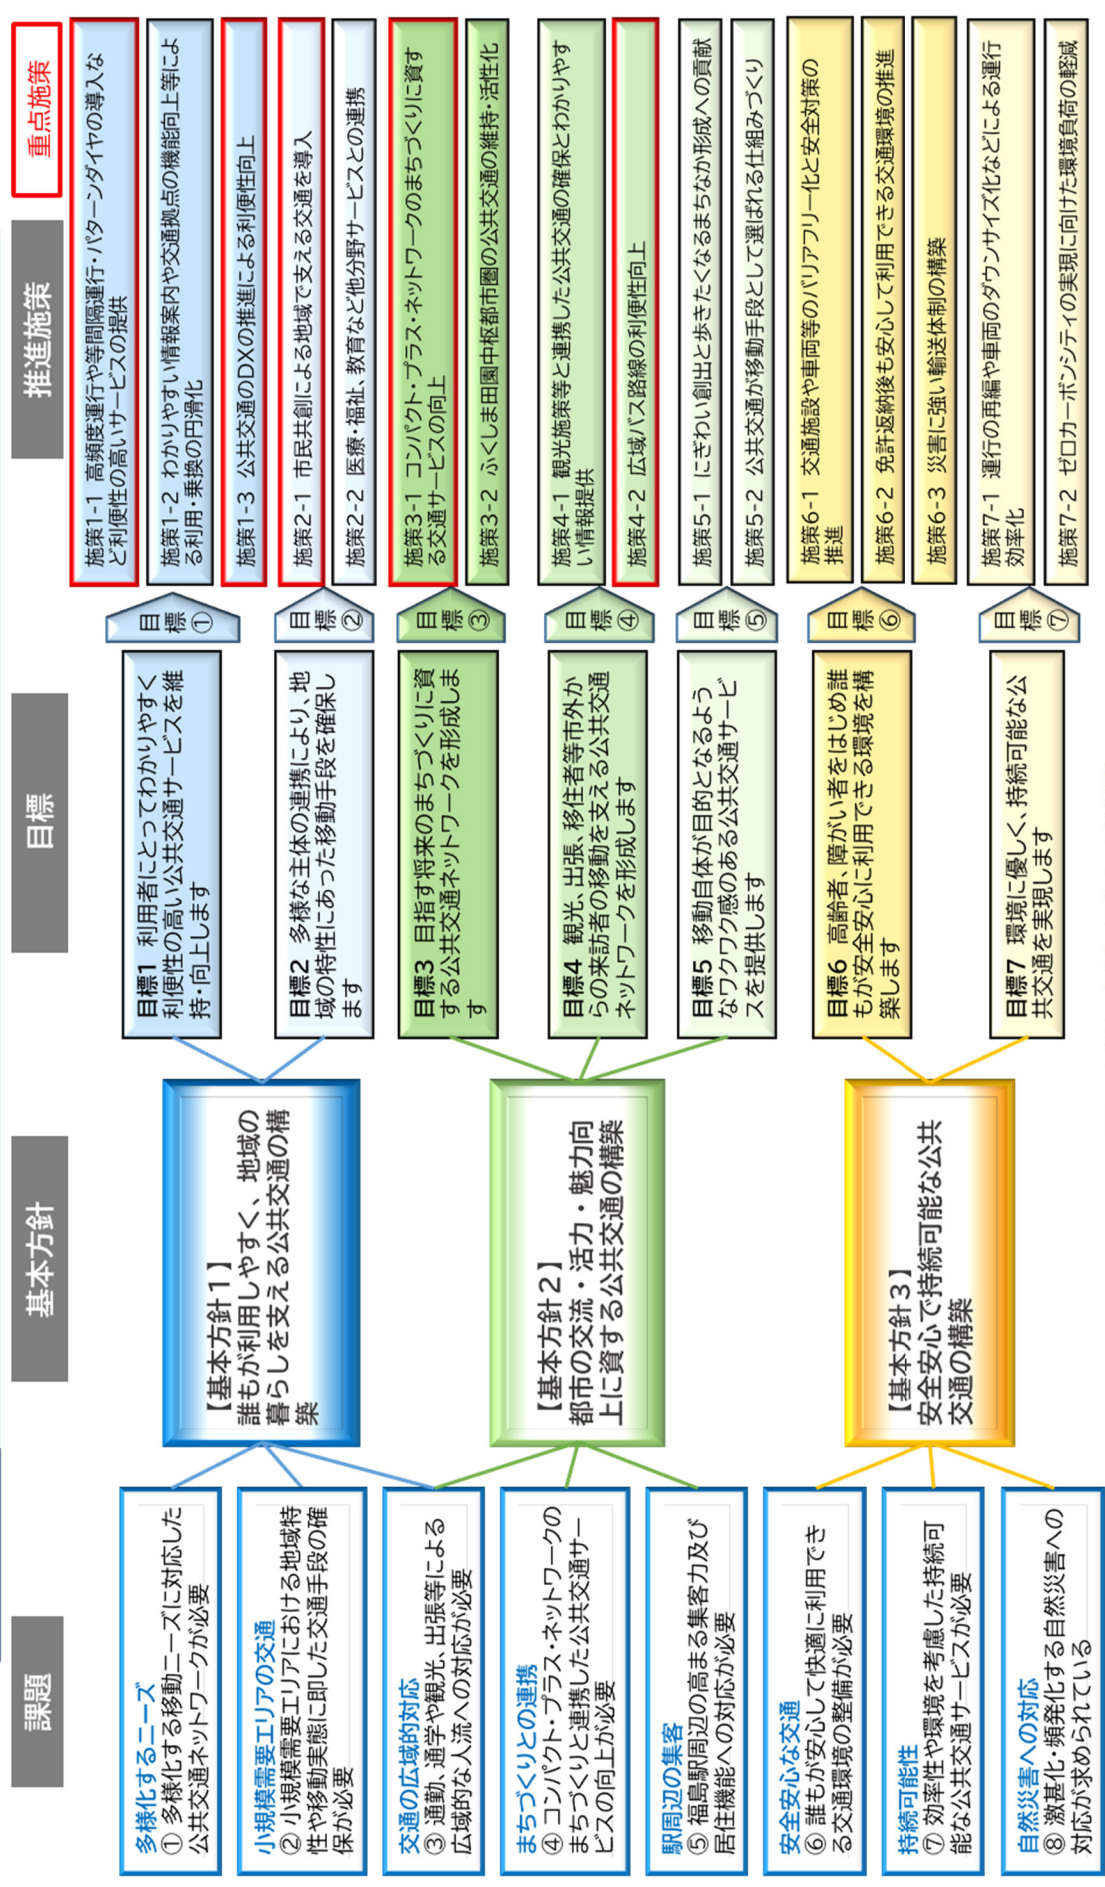 課題
基本方針
目標
推進施策
重点施策
多様化するニーズ
① 多様化する移動ニーズに対応した
公共交通ネットワークが必要
小規模需要エリアの交通
② 小規模需要エリアにおける地域特
性や移動実態に即した交通手段の確
保が必要
交通の広域的対応
③ 通勤、通学や観光、出張等による
広域的な人流への対応が必要
まちづくりとの連携
④ コンパクト・プラス・ネットワークの
まちづくりと連携した公共交通サー
ビスの向上が必要
駅周辺の集客
⑤ 福島駅周辺の高まる集客力及び
居住機能への対応が必要
安全安心な交通
⑥ 誰もが安心して快適に利用でき
る交通環境の整備が必要
持続可能性
⑦ 効率性や環境を考慮した持続可
能な公共交通サービスが必要
自然災害への対応
⑧ 激甚化・頻発化する自然災害への
対応が求められている
【基本方針1】
誰もが利用しやすく、地域の
暮らしを支える公共交通の構
築
【基本方針2】
都市の交流・活力・魅力向
上に資する公共交通の構築
【基本方針3】
安全安心で持続可能な公共
交通の構築
目標1 利用者にとってわかりやすく
利便性の高い公共交通サービスを維
持・向上します
目標2 多様な主体の連携により、地
域の特性にあった移動手段を確保し
ます
目標3 目指す将来のまちづくりに資
する公共交通ネットワークを形成しま
す
目標4 観光、出張、移住者等市外か
らの来訪者の移動を支える公共交通
ネットワークを形成します
目標5 移動自体が目的となるよう
なワクワク感のある公共交通サービ
スを提供します
目標6 高齢者、障がい者をはじめ誰
もが安全安心に利用できる環境を構
築します
目標7 環境に優しく、持続可能な公
共交通を実現します
目
標
①
目
標
②
目
標
③
目
標
④
目
標
⑤
目
標
⑥
目
標
⑦
施策1-1 高頻度運行や等間隔運行・パターンダイヤの導入な
ど利便性の高いサービスの提供
施策1-2 わかりやすい情報案内や交通拠点の機能向上等によ
る利用・乗換の円滑化
施策1-3 公共交通のDXの推進による利便性向上
施策2-1 市民共創による地域で支える交通を導入
施策2-2 医療・福祉、教育など他分野サービスとの連携
施策3-1 コンパクト・プラス・ネットワークのまちづくりに資す
る交通サービスの向上
施策3-2 ふくしま田園中枢都市圏の公共交通の維持・活性化
施策4-1 観光施策等と連携した公共交通の確保とわかりやす
い情報提供
施策4-2 広域バス路線の利便性向上
施策5-1 にぎわい創出と歩きたくなるまちなか形成への貢献
施策5-2 公共交通が移動手段として選ばれる仕組みづくり
施策6-1 交通施設や車両等のバリアフリー化と安全対策の
推進
施策6-2 免許返納後も安心して利用できる交通環境の推進
施策6-3 災害に強い輸送体制の構築
施策7-1 運行の再編や車両のダウンサイズ化などによる運行
効率化
施策7-2 ゼロカーボンシティの実現に向けた環境負荷の軽減